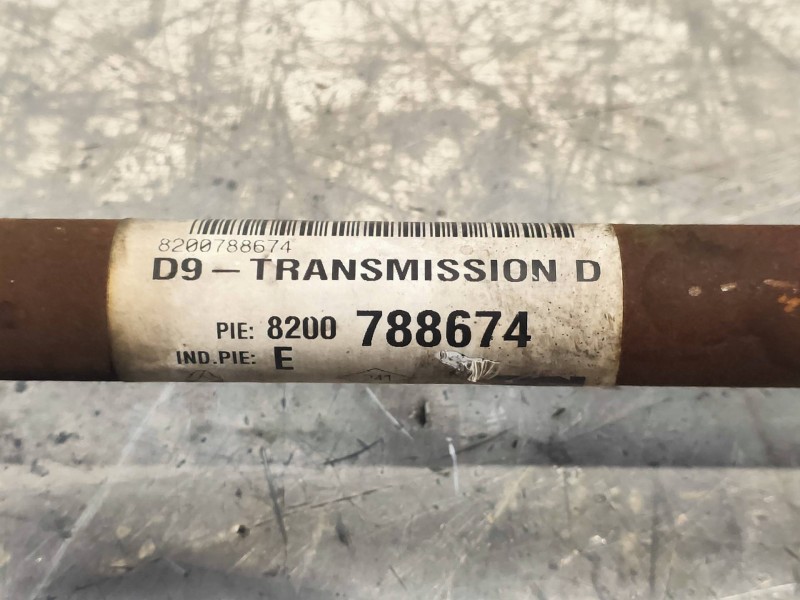 8200788674
D9-TRANSMISSION D
PIE: 8200 788674
IND.PIE: E